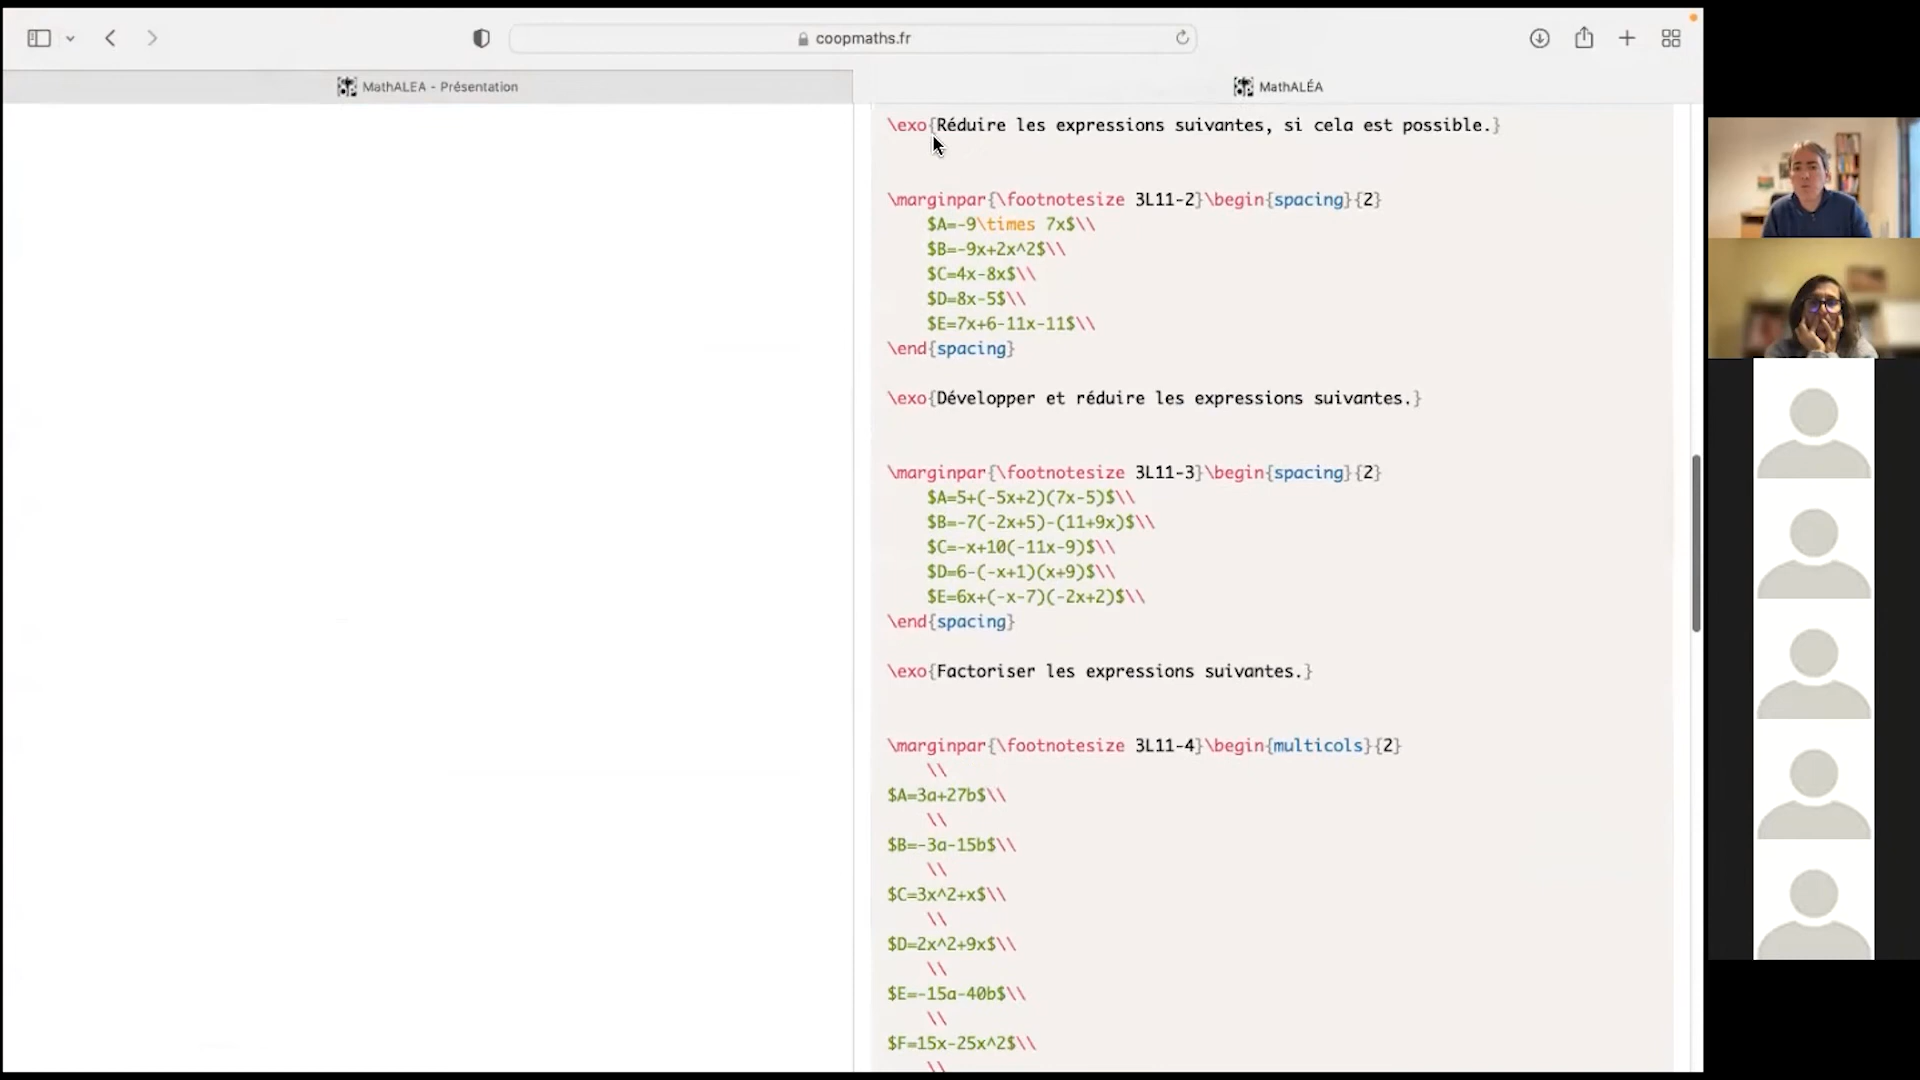 coopmaths.fr
MathALEA - Présentation
MathALÉA
\exo{Réduire les expressions suivantes, si cela est possible.}
\marginpar{\footnotesize 3L11-2}\begin{spacing}{2}
$A=-9\times 7x$\\
$B=-9x+2x^2$\\
$C=4x-8x$\\
$D=8x-5$\\
$E=7x+6-11x-11$\\
\end{spacing}
\exo{Développer et réduire les expressions suivantes.}
\marginpar{\footnotesize 3L11-3}\begin{spacing}{2}
$A=5+(-5x+2)(7x-5)$\\
$B=-7(-2x+5)-(11+9x)$\\
$C=-x+10(-11x-9)$\\
$D=6-(-x+1)(x+9)$\\
$E=6x+(-x-7)(-2x+2)$\\
\end{spacing}
\exo{Factoriser les expressions suivantes.}
\marginpar{\footnotesize 3L11-4}\begin{multicols}{2}
\\
$A=3a+27b$\\
\\
$B=-3a-15b$\\
\\
$C=3x^2+x$\\
\\
$D=2x^2+9x$\\
\\
$E=-15a-40b$\\
\\
$F=15x-25x^2$\\
\\